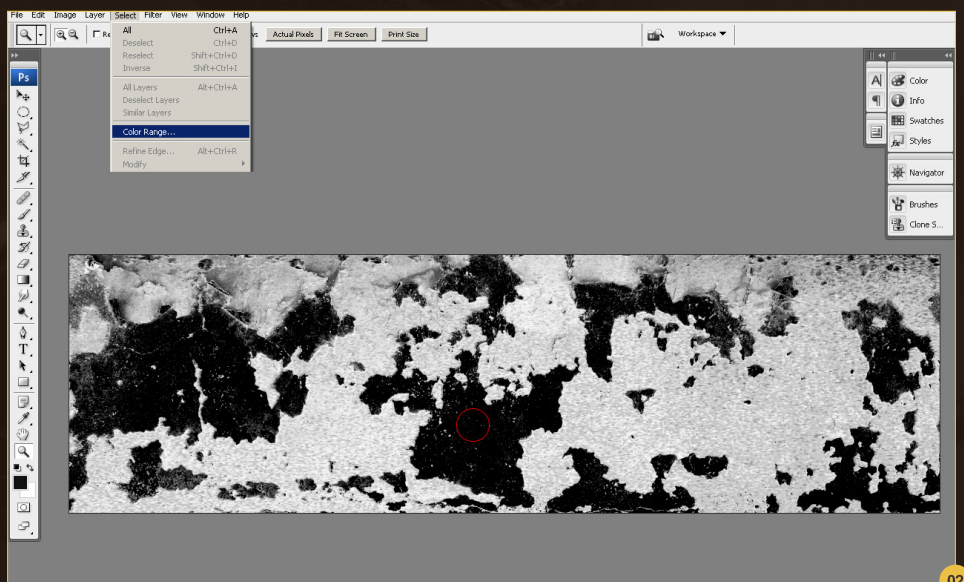 File Edit Image Layer Select Filter View Window Help
Actual Pixels Fit Screen Print Size
Workspace
All Ctrl+A
Deselect Ctrl+D
Reselect Shift+Ctrl+D
Inverse Shift+Ctrl+I
All Layers Alt+Ctrl+A
Deselect Layers
Similar Layers
Color Range...
Refine Edge... Alt+Ctrl+R
Modify
Ps
T
A
Color
Info
Swatches
Styles
Navigator
Brushes
Clone S...
02